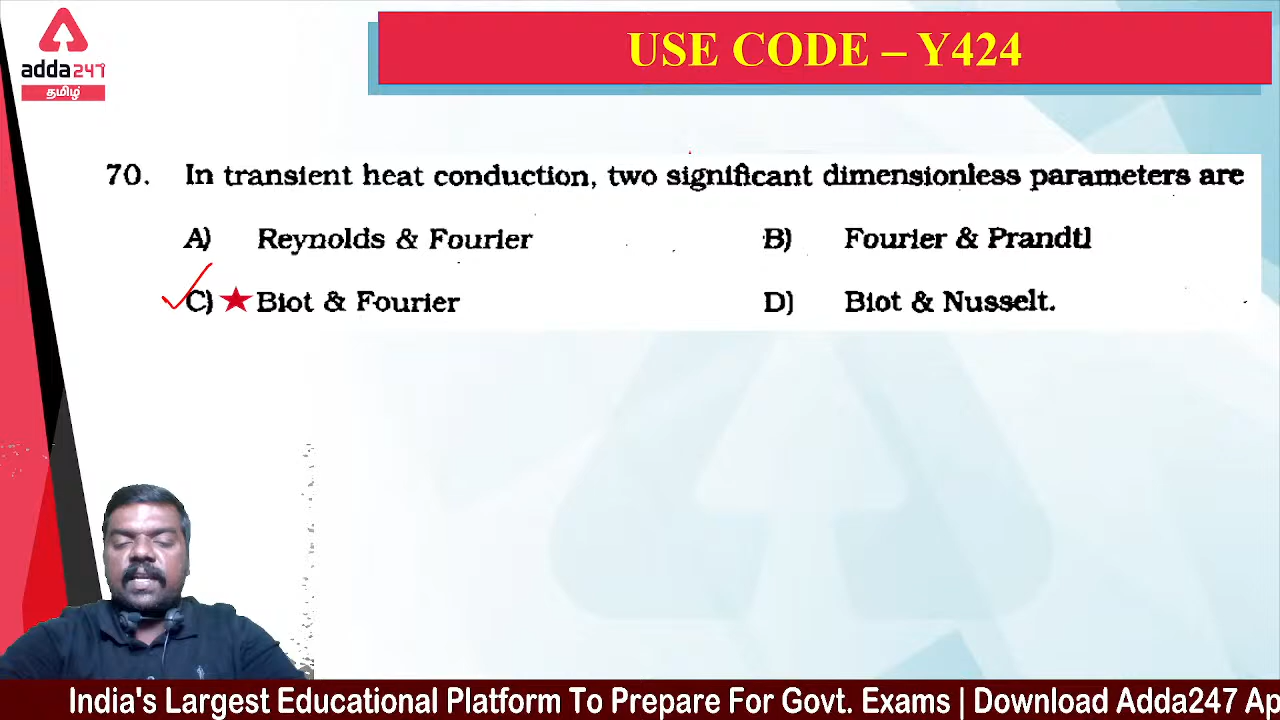 adda247
தமிழ்
USE CODE – Y424
70. In transient heat conduction, two significant dimensionless parameters are
A) Reynolds & Fourier
B) Fourier & Prandtl
C) ★ Biot & Fourier
D) Biot & Nusselt.
India's Largest Educational Platform To Prepare For Govt. Exams | Download Adda247 Ap